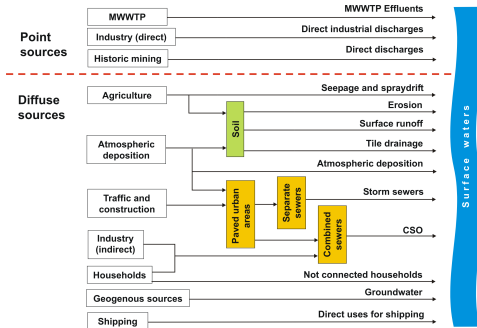 Point
sources
MWWTP
MWWTP Effluents
Industry (direct)
Direct industrial discharges
Historic mining
Direct discharges
Diffuse
sources
Agriculture
Seepage and spraydrift
Erosion
Soil
Surface runoff
Tile drainage
Atmospheric
deposition
Atmospheric deposition
Traffic and
construction
Paved urban
areas
Separate
sewers
Storm sewers
Combined
sewers
CSO
Industry
(indirect)
Households
Not connected households
Geogenous sources
Groundwater
Shipping
Direct uses for shipping
Surface waters